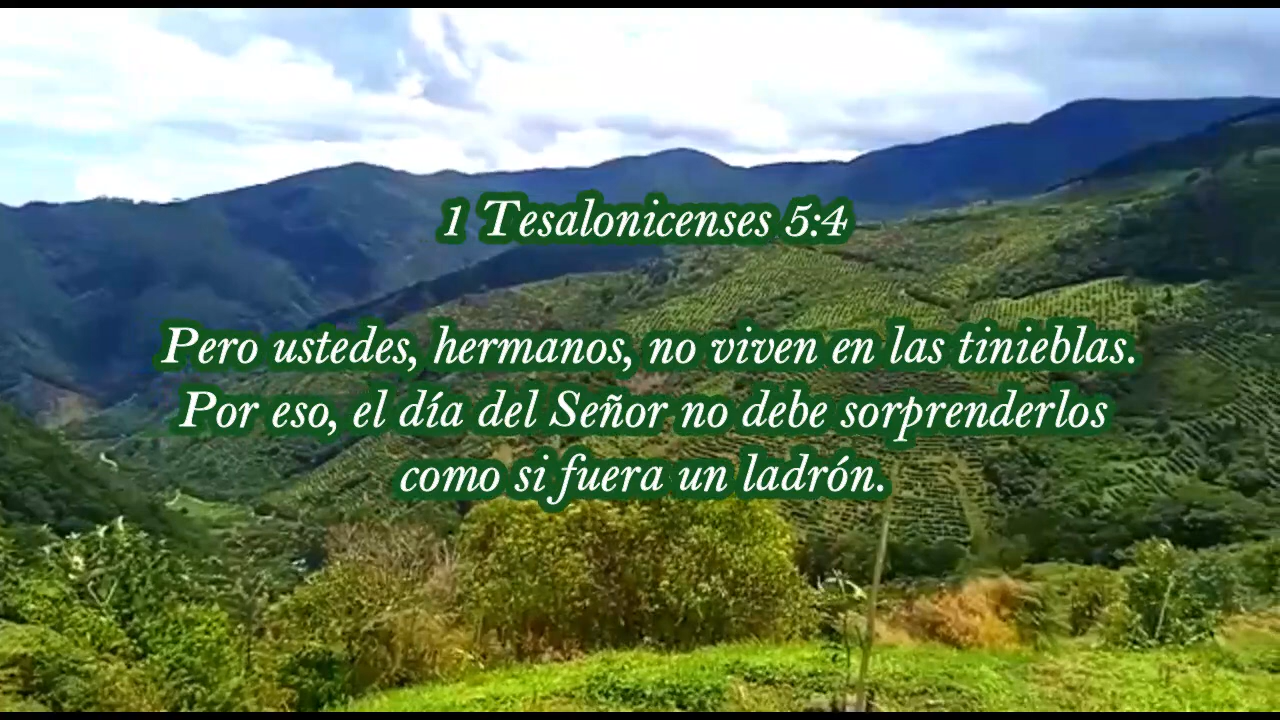 1 Tesalonicenses 5:4
Pero ustedes, hermanos, no viven en las tinieblas.
Por eso, el día del Señor no debe sorprenderlos
como si fuera un ladrón.